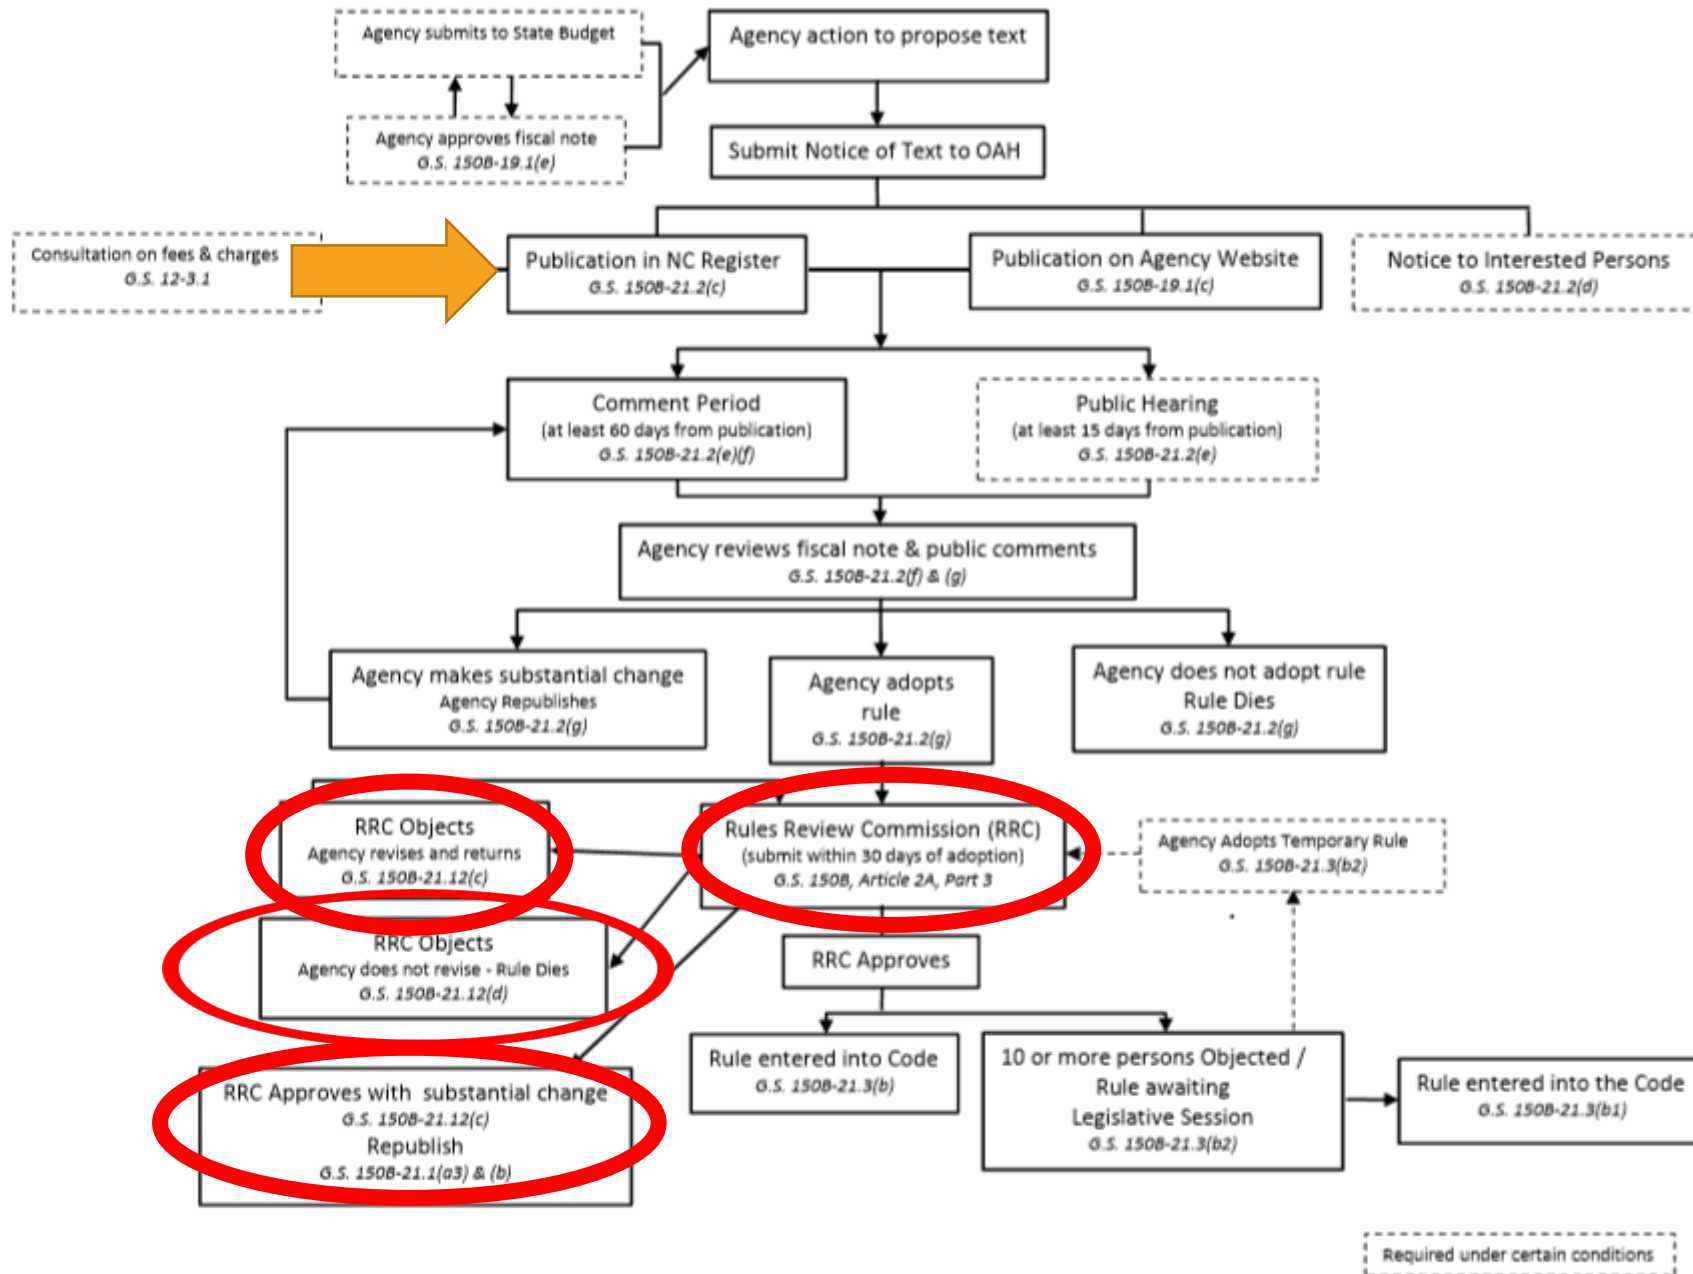 Agency submits to State Budget
Agency action to propose text
Agency approves fiscal note
G.S. 150B-19.1(e)
Submit Notice of Text to OAH
Consultation on fees & charges
G.S. 12-3.1
Publication in NC Register
G.S. 150B-21.2(c)
Publication on Agency Website
G.S. 150B-19.1(c)
Notice to Interested Persons
G.S. 150B-21.2(d)
Comment Period
(at least 60 days from publication)
G.S. 150B-21.2(e)(f)
Public Hearing
(at least 15 days from publication)
G.S. 150B-21.2(e)
Agency reviews fiscal note & public comments
G.S. 150B-21.2(f) & (g)
Agency makes substantial change
Agency Republishes
G.S. 150B-21.2(g)
Agency adopts
rule
G.S. 150B-21.2(g)
Agency does not adopt rule
Rule Dies
G.S. 150B-21.2(g)
RRC Objects
Agency revises and returns
G.S. 150B-21.12(c)
Rules Review Commission (RRC)
(submit within 30 days of adoption)
G.S. 150B, Article 2A, Part 3
Agency Adopts Temporary Rule
G.S. 150B-21.3(b2)
RRC Objects
Agency does not revise - Rule Dies
G.S. 150B-21.12(d)
RRC Approves
RRC Approves with substantial change
G.S. 150B-21.12(c)
Republish
G.S. 150B-21.1(a3) & (b)
Rule entered into Code
G.S. 150B-21.3(b)
10 or more persons Objected /
Rule awaiting
Legislative Session
G.S. 150B-21.3(b2)
Rule entered into the Code
G.S. 150B-21.3(b1)
Required under certain conditions